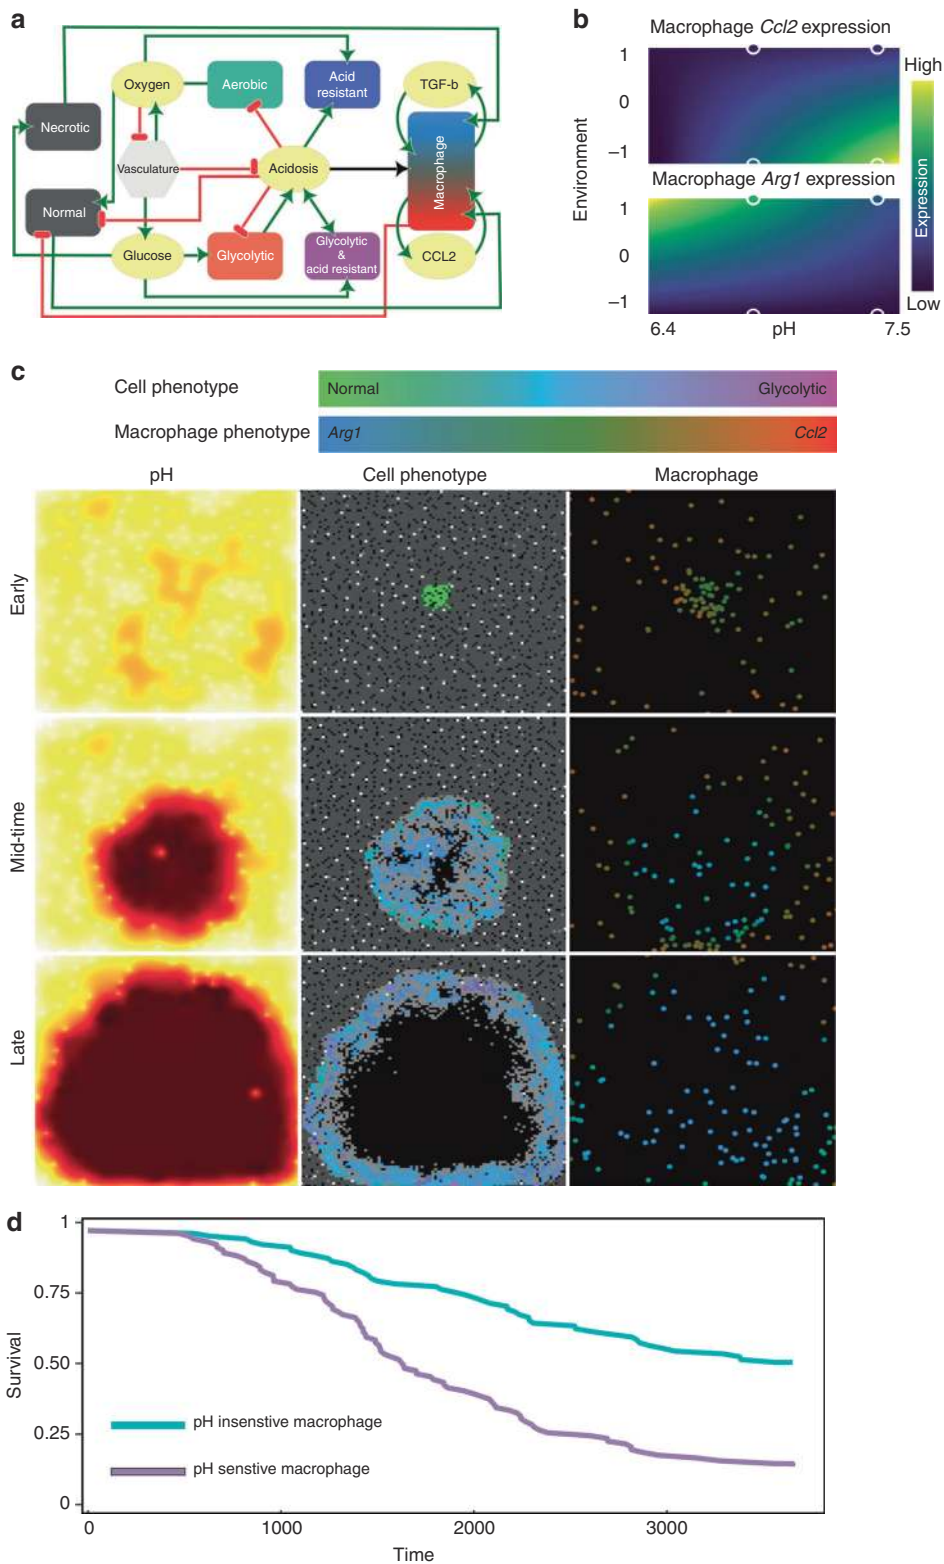 a
Oxygen
Aerobic
Acid
resistant
TGF-b
Necrotic
Vasculature
Acidosis
Macrophage
Normal
Glucose
Glycolytic
Glycolytic
&
acid resistant
CCL2
b
Macrophage Ccl2 expression
1
0
−1
Environment
Macrophage Arg1 expression
1
0
−1
6.4
pH
7.5
High
Expression
Low
c
Cell phenotype
Normal
Glycolytic
Macrophage phenotype
Arg1
Ccl2
pH
Cell phenotype
Macrophage
Early
Mid-time
Late
d
1
0.75
0.50
0.25
0
Survival
pH insenstive macrophage
pH senstive macrophage
0
1000
2000
3000
Time